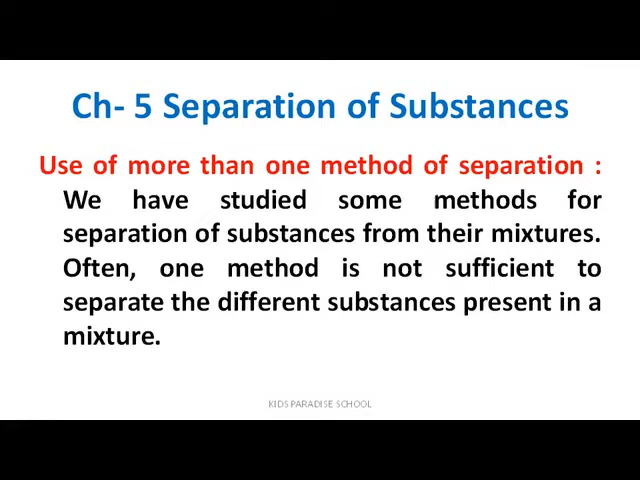 Ch- 5 Separation of Substances
Use of more than one method of separation :
We have studied some methods for
separation of substances from their mixtures.
Often, one method is not sufficient to
separate the different substances present in a
mixture.
KIDS PARADISE SCHOOL